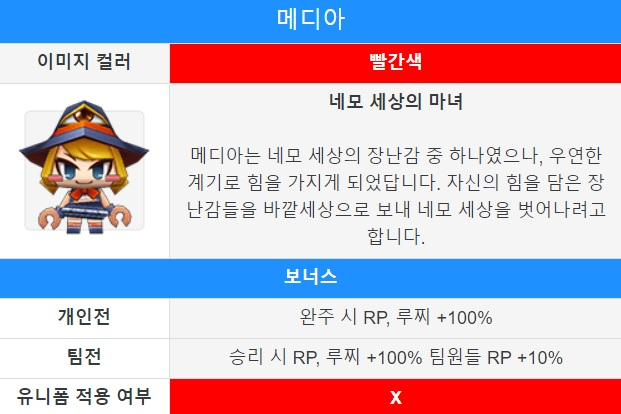 메디아
이미지 컬러
빨간색
네모 세상의 마녀
메디아는 네모 세상의 장난감 중 하나였으나, 우연한
계기로 힘을 가지게 되었답니다. 자신의 힘을 담은 장
난감들을 바깥세상으로 보내 네모 세상을 벗어나려고
합니다.
보너스
개인전
완주 시 RP, 루찌 +100%
팀전
승리 시 RP, 루찌 +100% 팀원들 RP +10%
유니폼 적용 여부
X